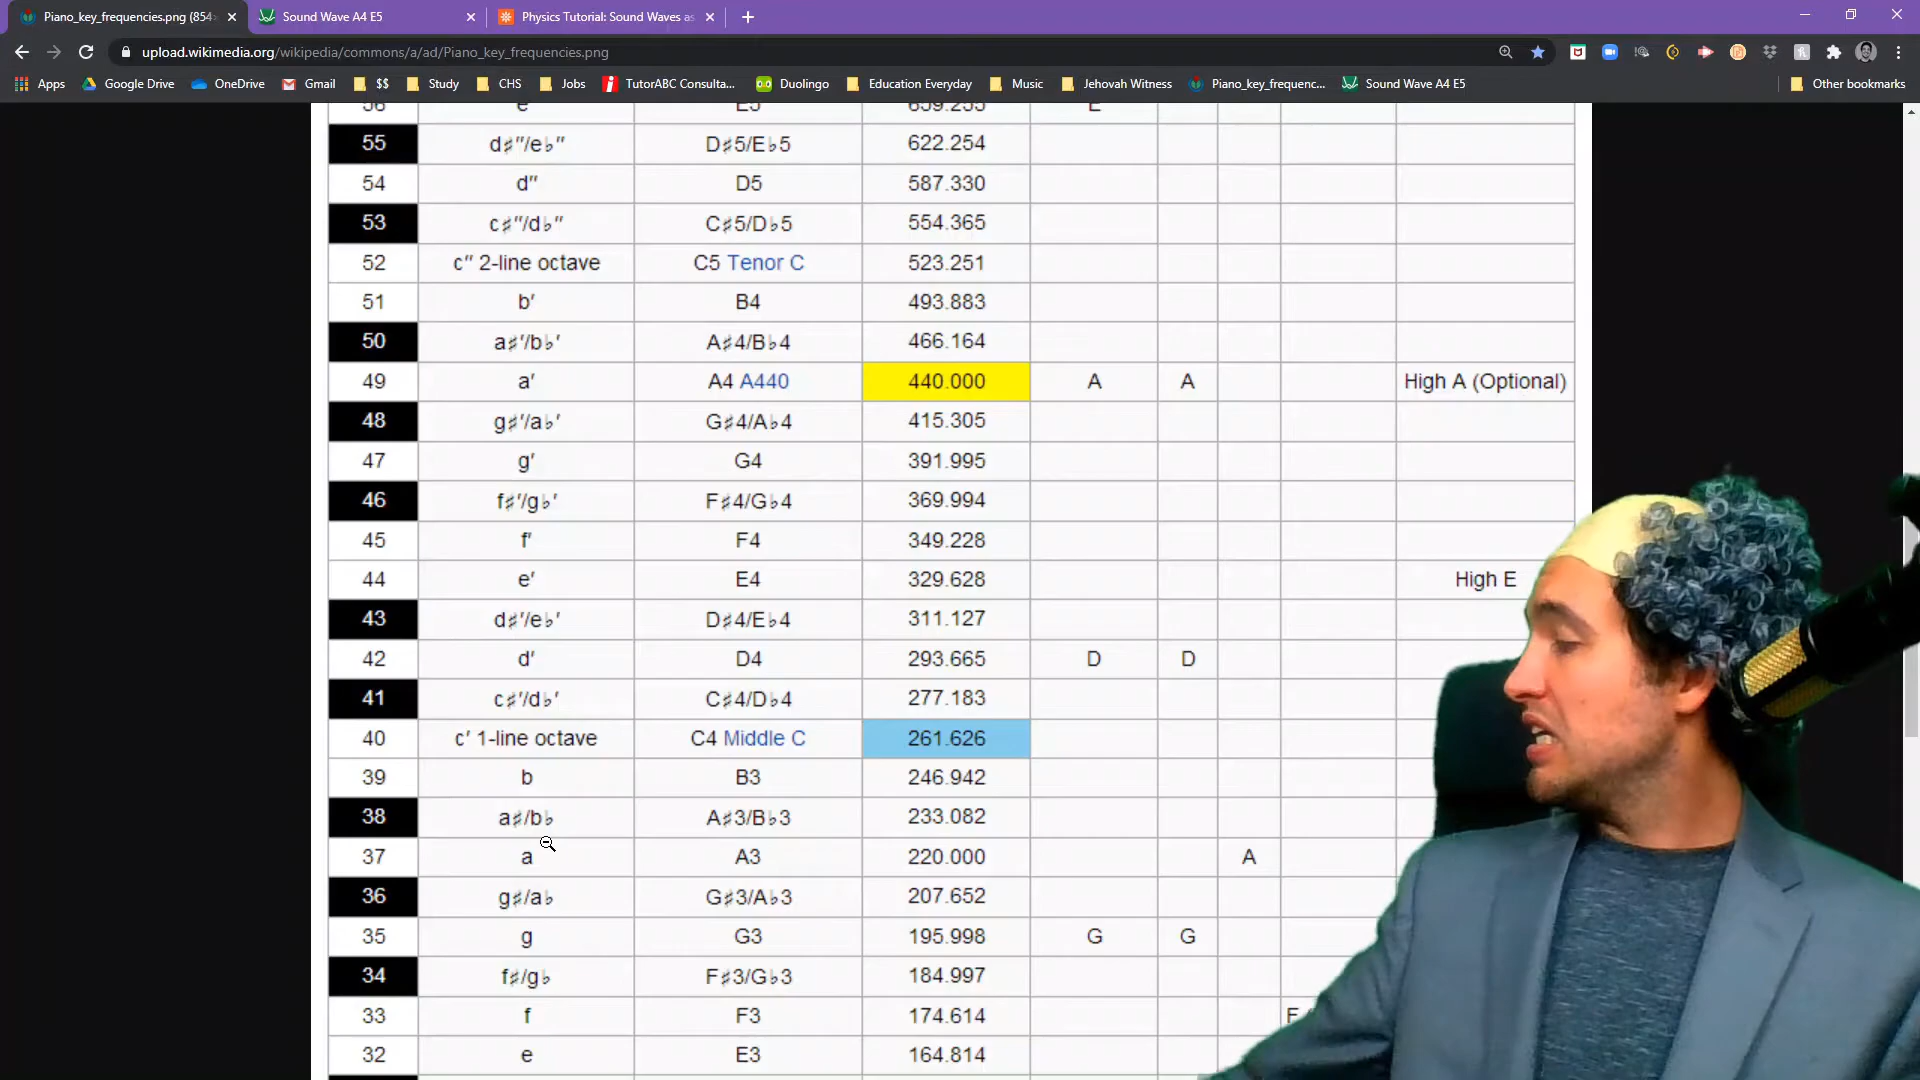 Piano_key_frequencies.png (854×
Sound Wave A4 E5
Physics Tutorial: Sound Waves as
upload.wikimedia.org/wikipedia/commons/a/ad/Piano_key_frequencies.png
Apps Google Drive OneDrive Gmail $$ Study CHS Jobs TutorABC Consulta... Duolingo Education Everyday Music Jehovah Witness Piano_key_frequenc... Sound Wave A4 E5 Other bookmarks
56 e″ E5 659.255 E
55 d♯″/e♭″ D♯5/E♭5 622.254
54 d″ D5 587.330
53 c♯″/d♭″ C♯5/D♭5 554.365
52 c″ 2-line octave C5 Tenor C 523.251
51 b′ B4 493.883
50 a♯′/b♭′ A♯4/B♭4 466.164
49 a′ A4 A440 440.000 A A High A (Optional)
48 g♯′/a♭′ G♯4/A♭4 415.305
47 g′ G4 391.995
46 f♯′/g♭′ F♯4/G♭4 369.994
45 f′ F4 349.228
44 e′ E4 329.628 High E
43 d♯′/e♭′ D♯4/E♭4 311.127
42 d′ D4 293.665 D D
41 c♯′/d♭′ C♯4/D♭4 277.183
40 c′ 1-line octave C4 Middle C 261.626
39 b B3 246.942
38 a♯/b♭ A♯3/B♭3 233.082
37 a A3 220.000 A
36 g♯/a♭ G♯3/A♭3 207.652
35 g G3 195.998 G G
34 f♯/g♭ F♯3/G♭3 184.997
33 f F3 174.614 F
32 e E3 164.814